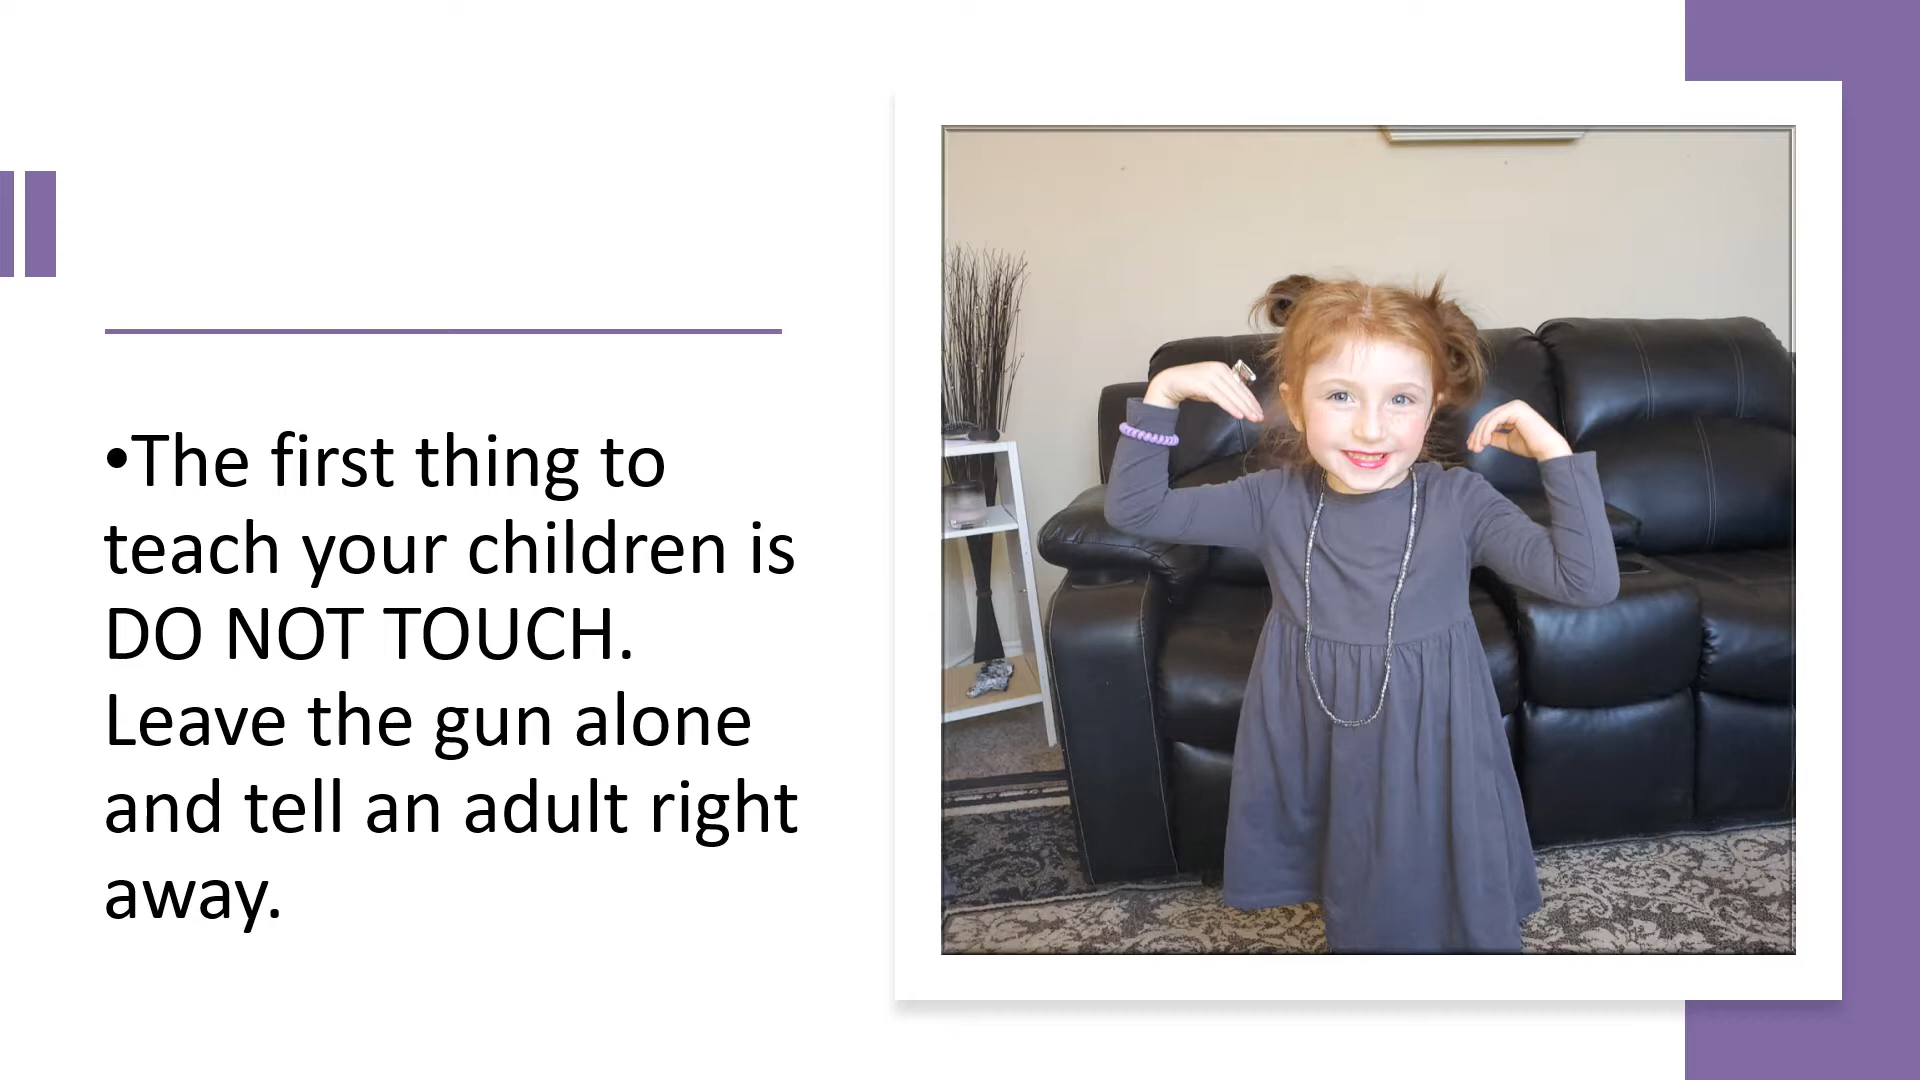 •The first thing to
teach your children is
DO NOT TOUCH.
Leave the gun alone
and tell an adult right
away.